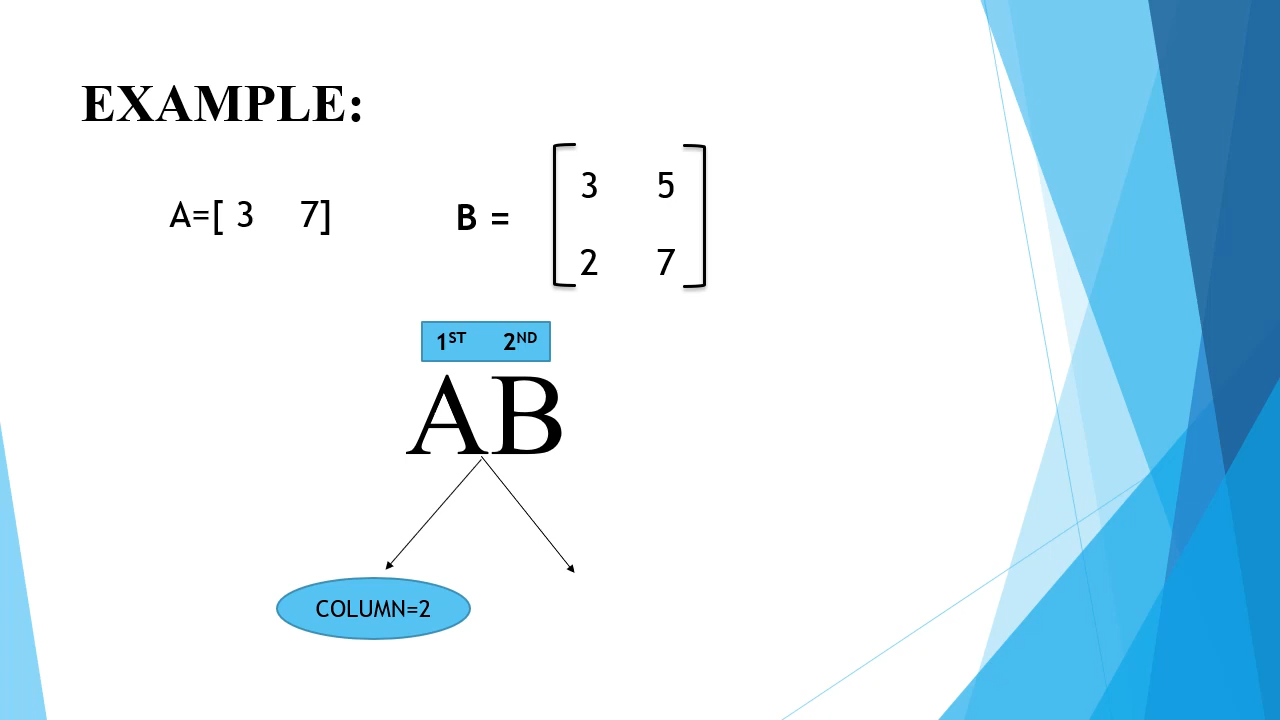 EXAMPLE:
A=[ 3 7]
B =
3 5
2 7
1ST 2ND
AB
COLUMN=2